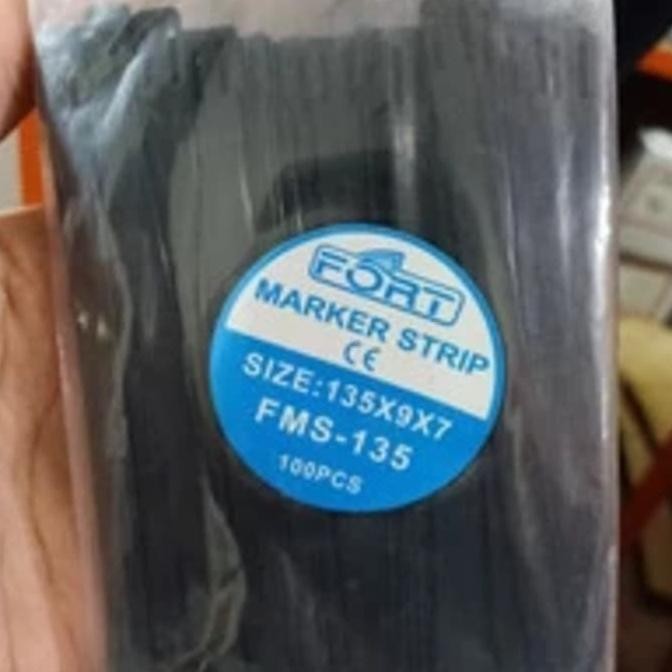 FORT
MARKER STRIP
CE
SIZE:135X9X7
FMS-135
100PCS